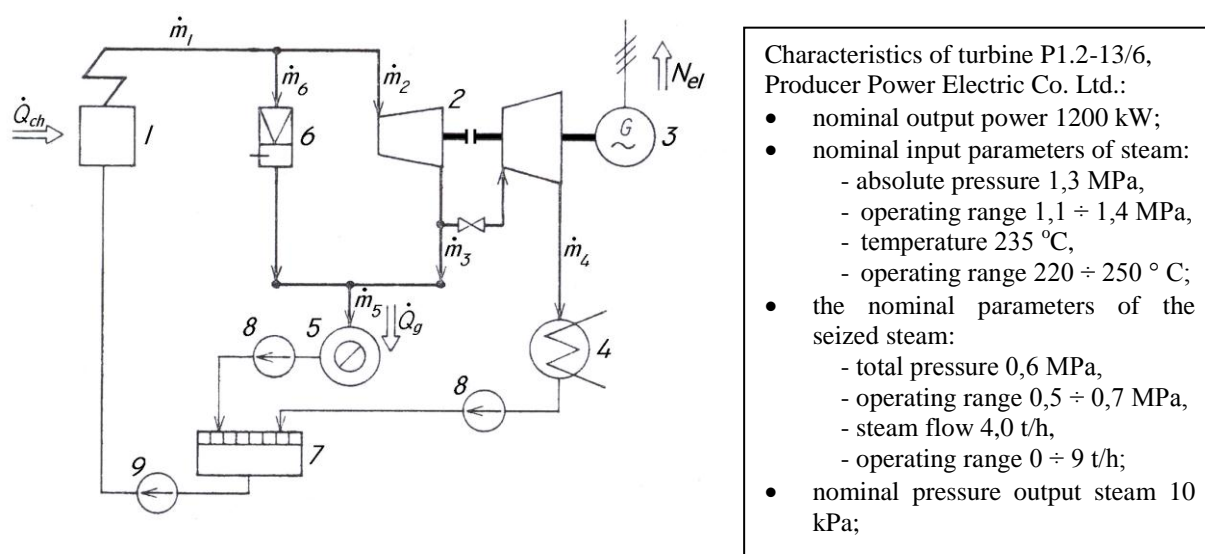 ṁ₁
ṁ₆
ṁ₂
2
Nel
Q̇ch
1
6
G
~
3
ṁ₃
ṁ₄
ṁ₅
Q̇g
8
5
4
8
7
9
Characteristics of turbine P1.2-13/6,
Producer Power Electric Co. Ltd.:
• nominal output power 1200 kW;
• nominal input parameters of steam:
- absolute pressure 1,3 MPa,
- operating range 1,1 ÷ 1,4 MPa,
- temperature 235 °C,
- operating range 220 ÷ 250 ° C;
• the nominal parameters of the
seized steam:
- total pressure 0,6 MPa,
- operating range 0,5 ÷ 0,7 MPa,
- steam flow 4,0 t/h,
- operating range 0 ÷ 9 t/h;
• nominal pressure output steam 10
kPa;